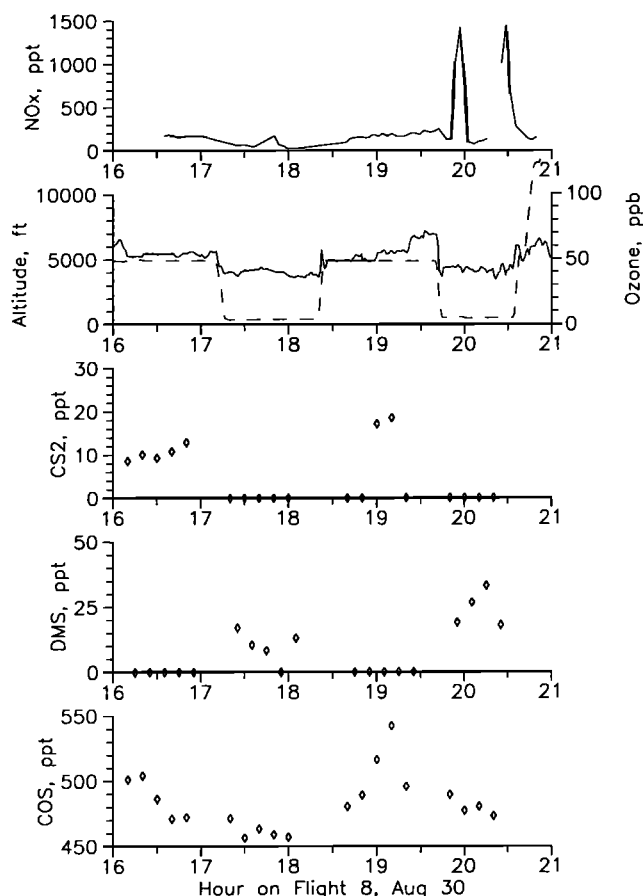 NOx, ppt
1500
1000
500
0
16 17 18 19 20 21
Altitude, ft
10000
5000
0
100
50
0
Ozone, ppb
16 17 18 19 20 21
CS2, ppt
30
20
10
0
16 17 18 19 20 21
DMS, ppt
50
25
0
16 17 18 19 20 21
COS, ppt
550
500
450
16 17 18 19 20 21
Hour on Flight 8, Aug 30